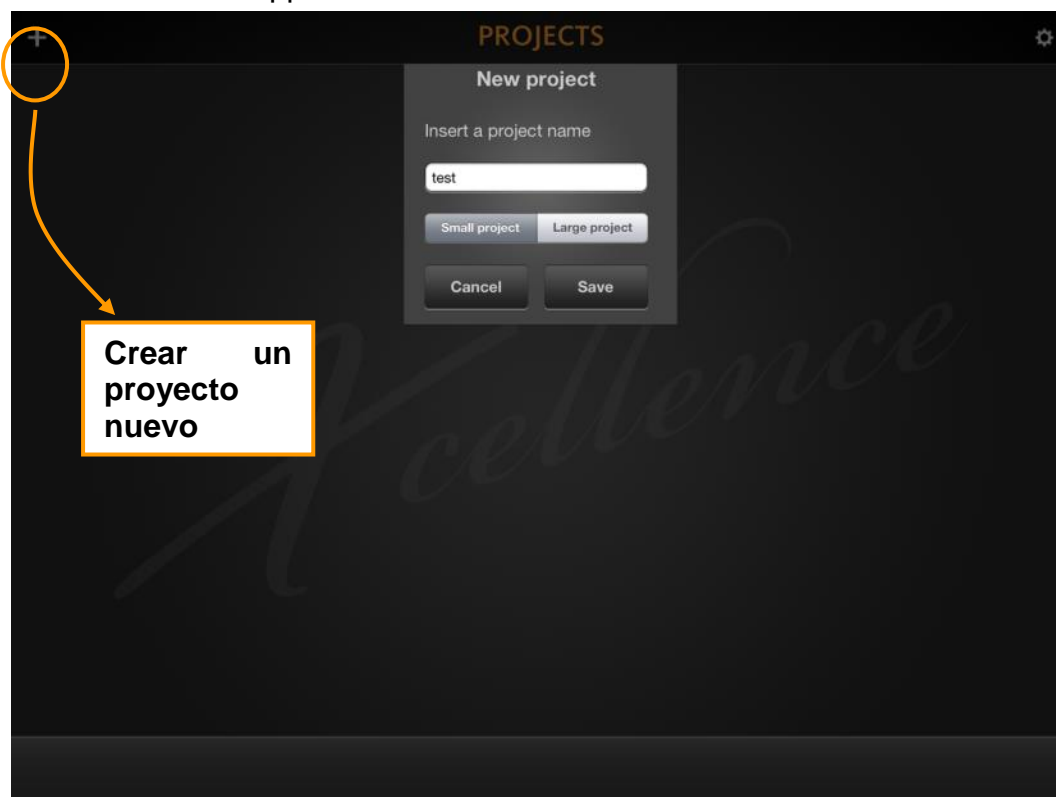 PROJECTS
New project
Insert a project name
test
Small project Large project
Cancel Save
Crear un
proyecto
nuevo
Xcellence